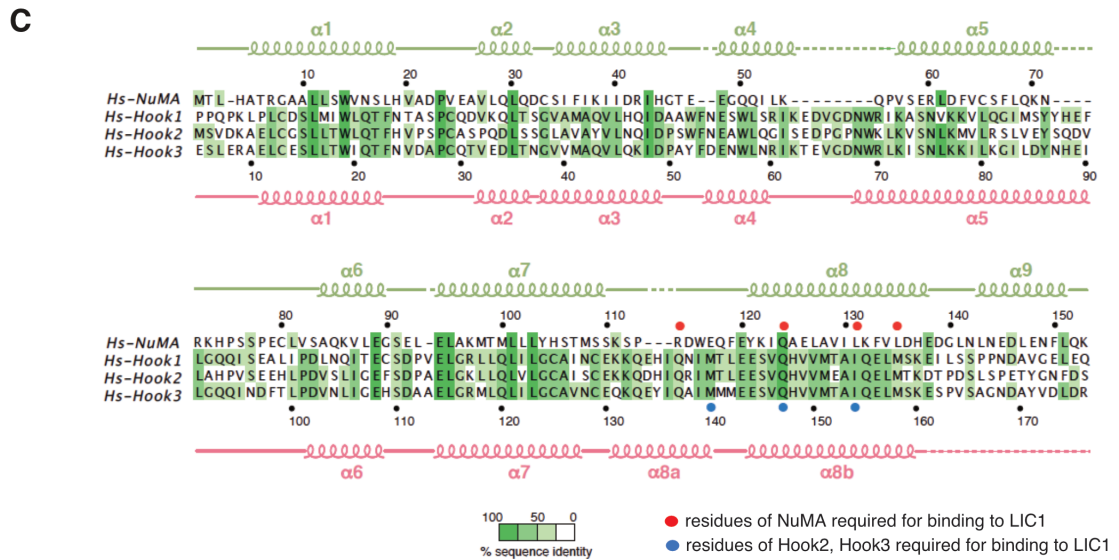 C
α1 α2 α3 α4 α5
10 20 30 40 50 60 70
Hs-NuMA MTL-HATRGAALLSWVNSLHVADPVEAVLQLQDCSIFIKIIDRIHGTE--EGQQILK------QPVSERLDFVCSFLQKN----
Hs-Hook1 PPQPKLPLCDSLMIWLQTFNTASPCQDVKQLTSGVAMAQVLHQIDAAWFNESWLSRIKEDVGDNWRIKASNVKKVLQGIMSYYHEF
Hs-Hook2 MSVDKAELCGSLLTWLQTFHVPSPCASPQDLSSGLAVAYVLNQIDPSWFNEAWLQGISEDPGPNWKLKVSNLKMVLRSLVEYSQDV
Hs-Hook3 ESLERAELCESLLTWIQTFNVDAPCQTVEDLTNGVVMAQVLQKIDPAYFDENWLNRIKTEVGDNWRLKISNLKKILKGILDYNHEI
10 20 30 40 50 60 70 80 90
α1 α2 α3 α4 α5
α6 α7 α8 α9
80 90 100 110 120 130 140 150
Hs-NuMA RKHPSSPECLVSAQKVLEGSEL-ELAKMTMLLLYHSTMSSKSP--RDWEQFEYKIQAELAVILKFVLDHEDGLNLNEDLENFLQK
Hs-Hook1 LGQQISEALIPDLNQITECSDPVELGRLLQLILGCAINCEKKQEHIQNIMTLEESVQHVVMTAIQELMSKEILSSPPNDAVGELEQ
Hs-Hook2 LAHPVSEEHLPDVSLIGEFSDPAELGKLLQLVLGCAISCEKKQDHIQRIMTLEESVQHVVMEAIQELMTKDTPDSLSPETYGNFDS
Hs-Hook3 LGQQINDFTLPDVNLIGEHSDAAELGRMLQLILGCAVNCEQKQEYIQAIMMMEESVQHVVMTAIQELMSKESPVSAGNDAYVDLDR
100 110 120 130 140 150 160 170
α6 α7 α8a α8b
100 50 0
% sequence identity
residues of NuMA required for binding to LIC1
residues of Hook2, Hook3 required for binding to LIC1